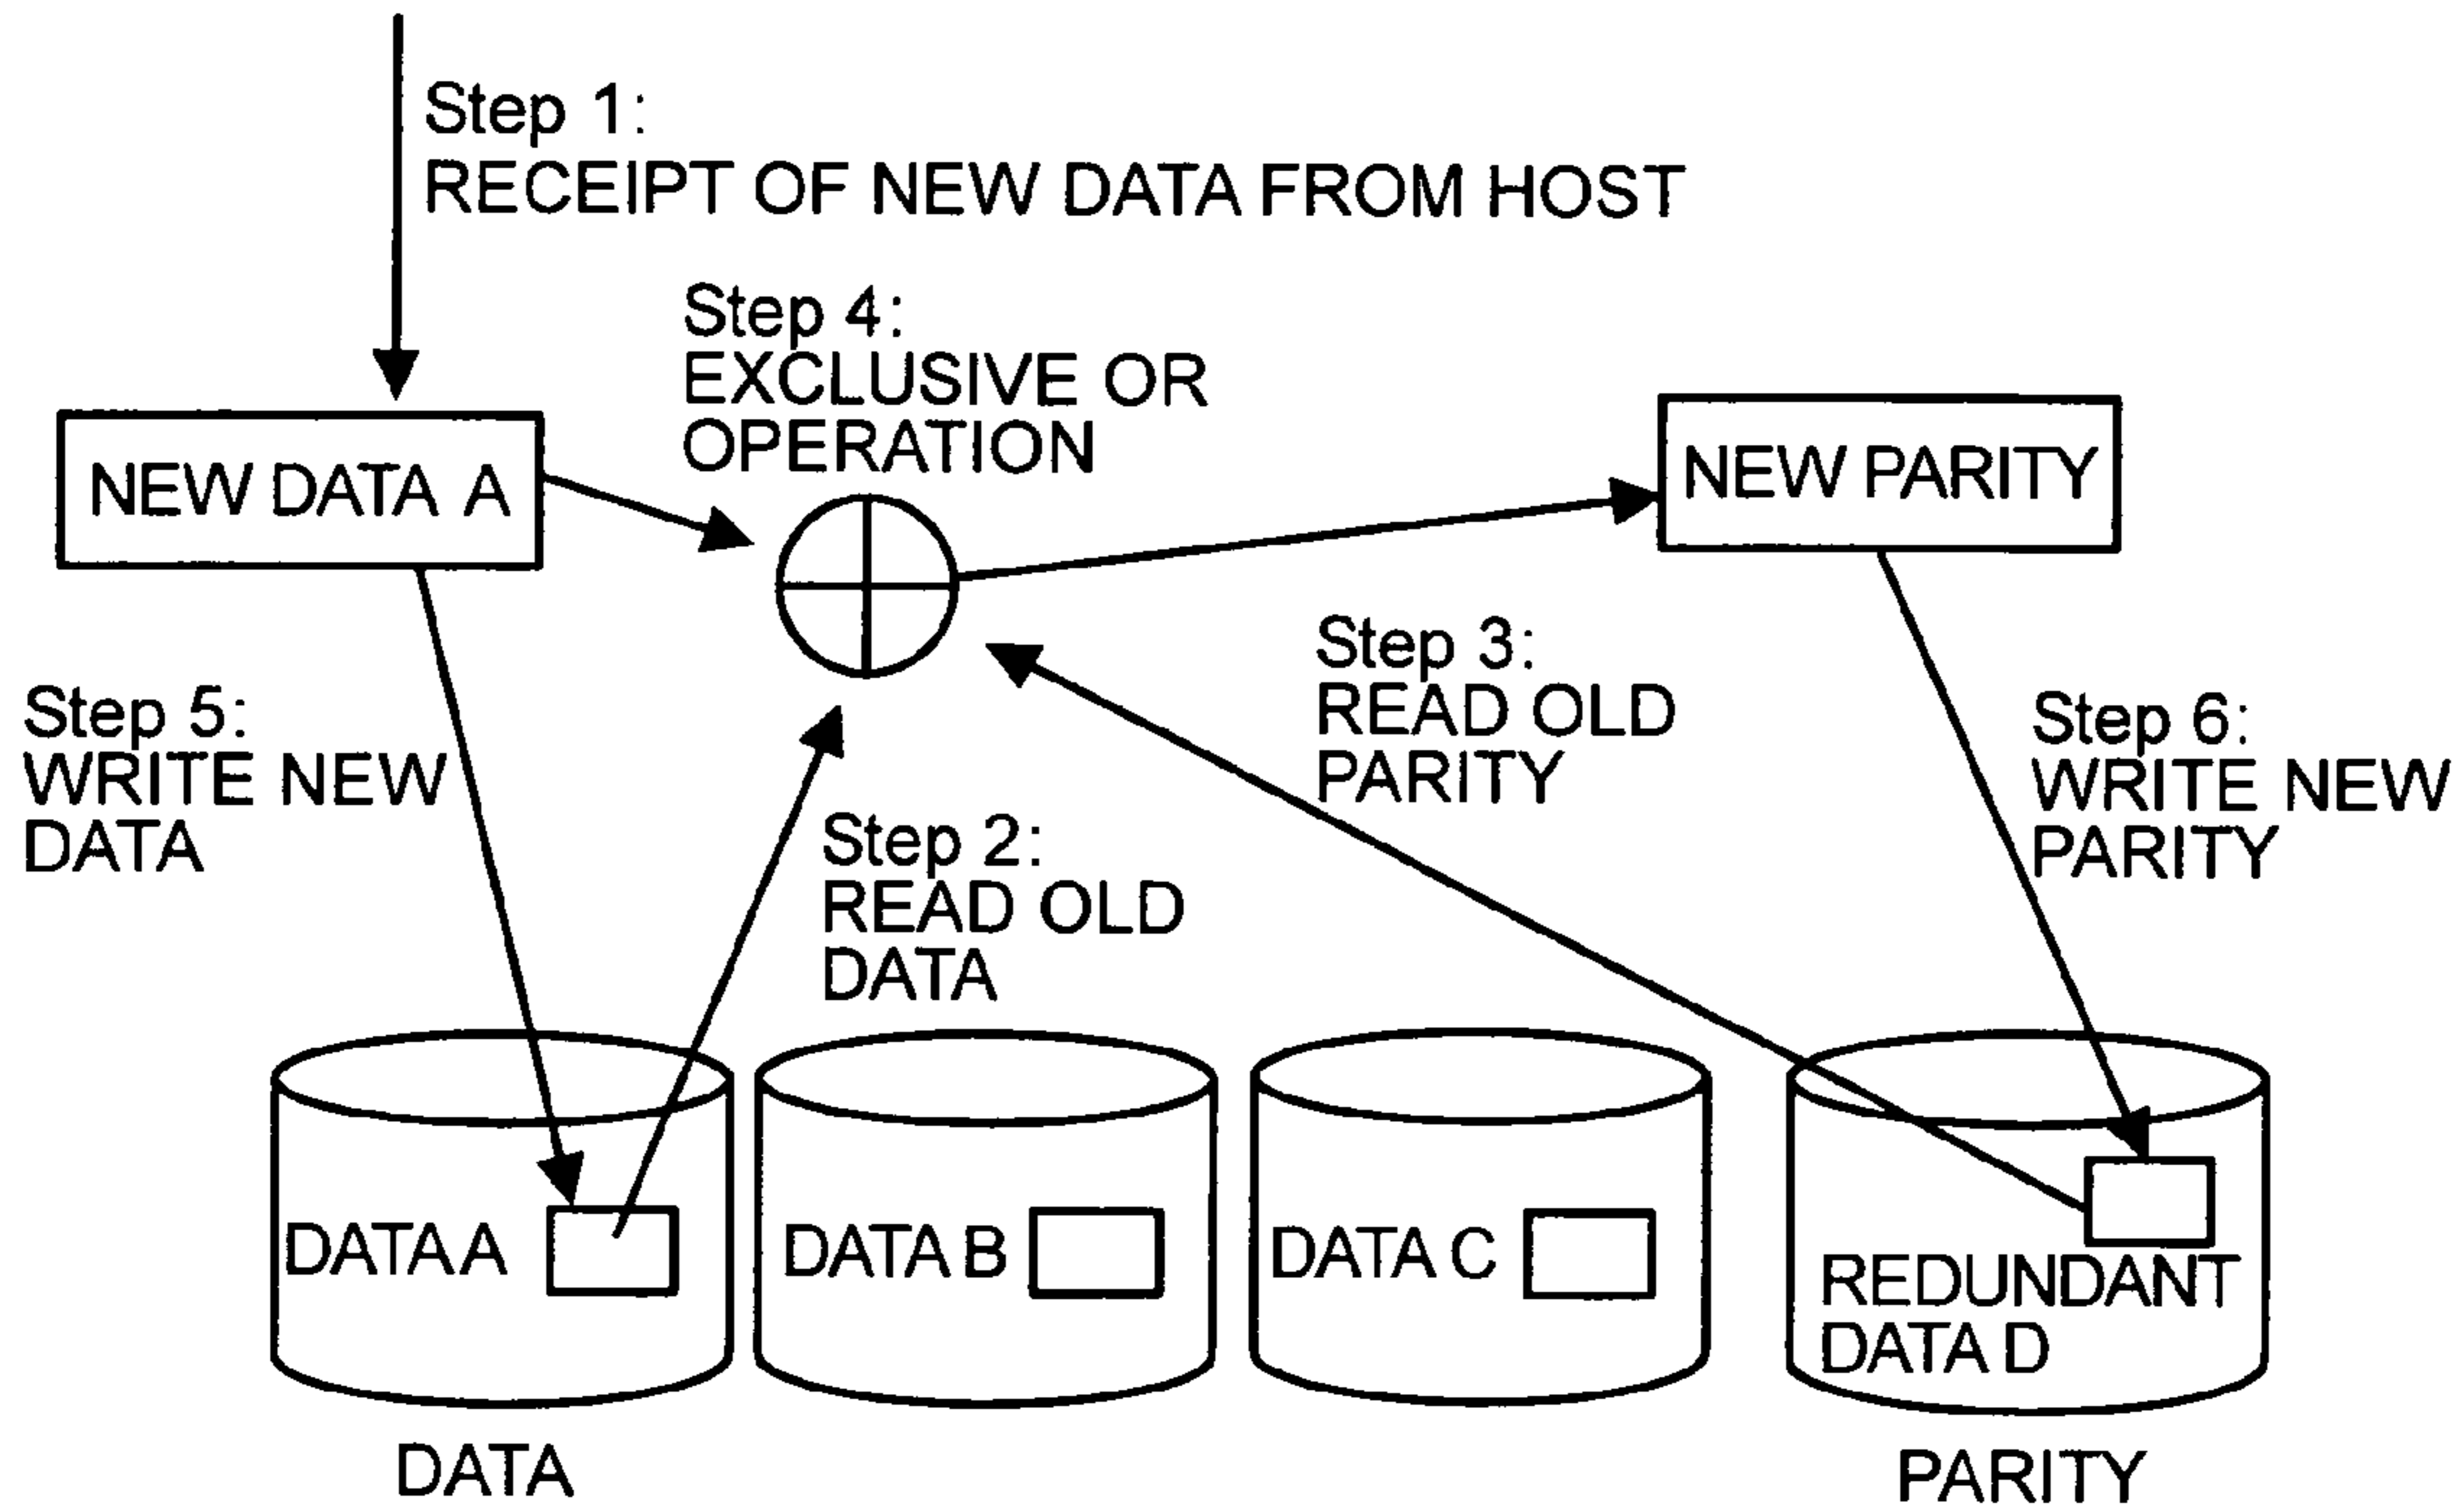 Step 1:
RECEIPT OF NEW DATA FROM HOST
Step 4:
EXCLUSIVE OR
OPERATION
NEW DATA A
NEW PARITY
Step 3:
READ OLD
PARITY
Step 5:
WRITE NEW
DATA
Step 6:
WRITE NEW
PARITY
Step 2:
READ OLD
DATA
DATA A
DATA B
DATA C
REDUNDANT
DATA D
DATA
PARITY